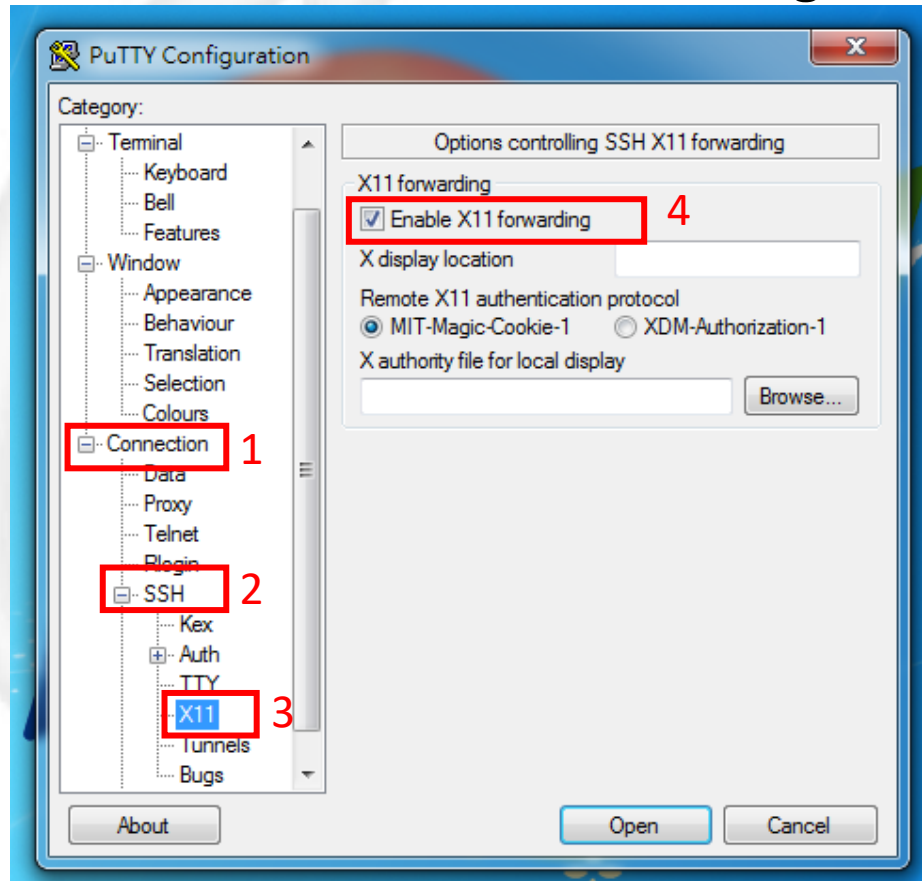 g
PuTTY Configuration
Category:
Terminal
Keyboard
Bell
Features
Window
Appearance
Behaviour
Translation
Selection
Colours
Connection
1
Data
Proxy
Telnet
Rlogin
SSH
2
Kex
Auth
TTY
X11
3
Tunnels
Bugs
Options controlling SSH X11 forwarding
X11 forwarding
Enable X11 forwarding
4
X display location
Remote X11 authentication protocol
MIT-Magic-Cookie-1 XDM-Authorization-1
X authority file for local display
Browse...
About
Open
Cancel